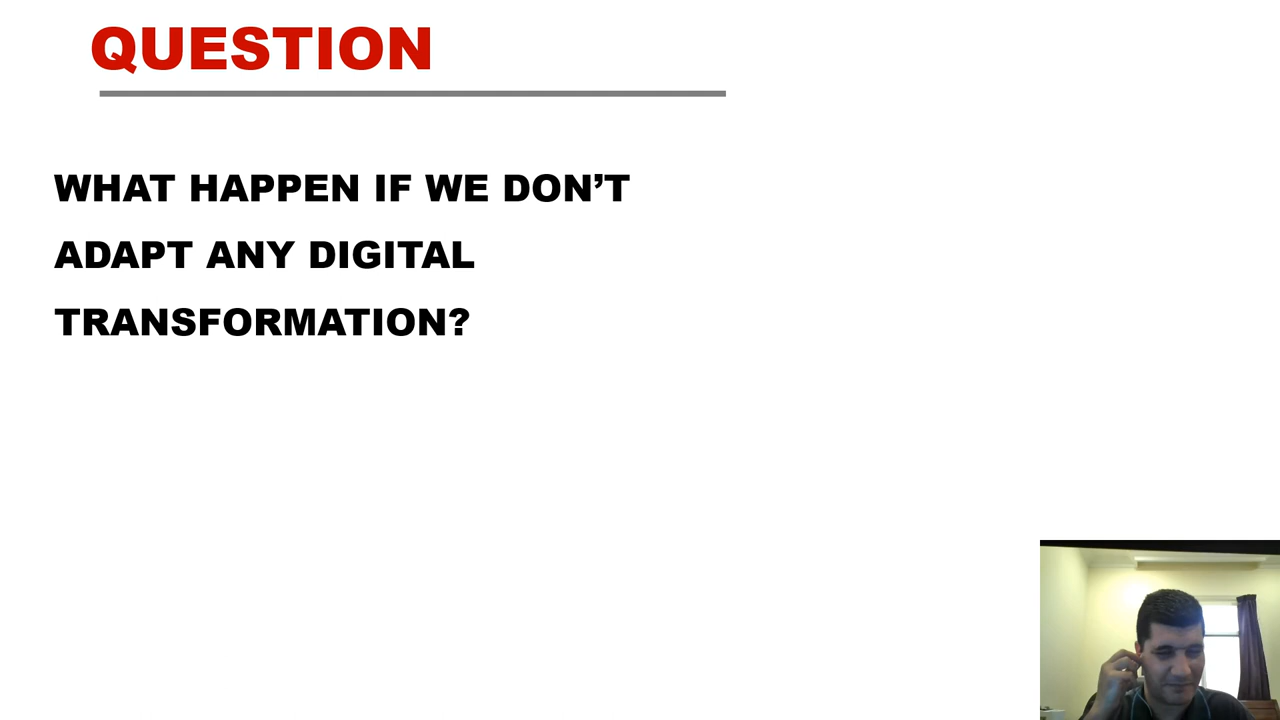 QUESTION
WHAT HAPPEN IF WE DON’T
ADAPT ANY DIGITAL
TRANSFORMATION?